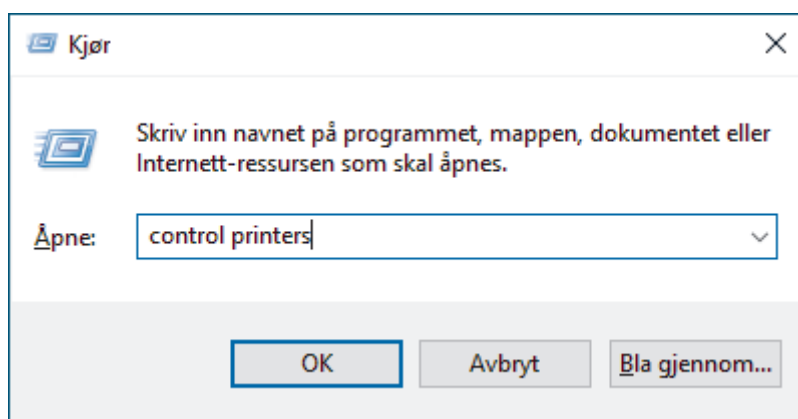 Kjør
Skriv inn navnet på programmet, mappen, dokumentet eller
Internett-ressursen som skal åpnes.
Åpne: control printers
OK Avbryt Bla gjennom...